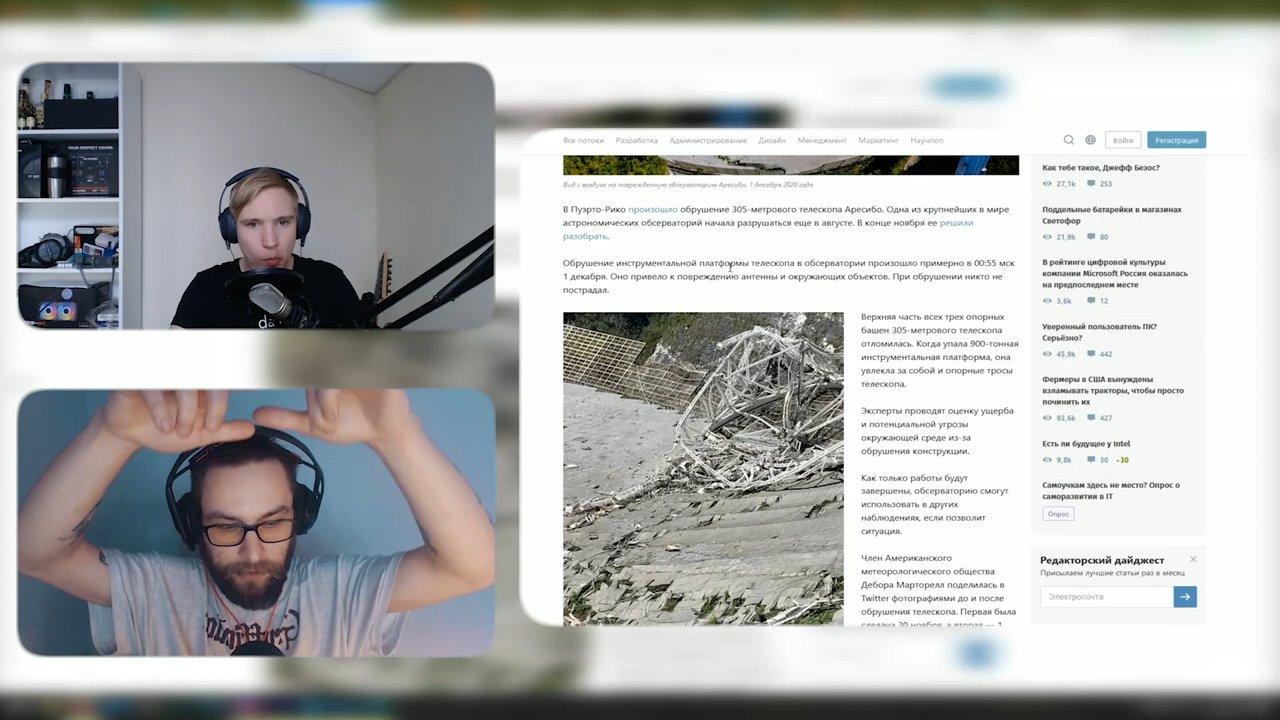 YOUR PERFECT SET
da
Все потоки Разработка Администрирование Дизайн Менеджмент Маркетинг Научпоп
Войти
Регистрация
Вид с воздуха на поврежденную обсерваторию Аресибо, 1 декабря 2020 года
В Пуэрто-Рико произошло обрушение 305-метрового телескопа Аресибо. Одна из крупнейших в мире
астрономических обсерваторий начала разрушаться еще в августе. В конце ноября ее решили
разобрать.
Обрушение инструментальной платформы телескопа в обсерватории произошло примерно в 00:55 мск
1 декабря. Оно привело к повреждению антенны и окружающих объектов. При обрушении никто не
пострадал.
Верхняя часть всех трех опорных
башен 305-метрового телескопа
отломилась. Когда упала 900-тонная
инструментальная платформа, она
увлекла за собой и опорные тросы
телескопа.
Эксперты проводят оценку ущерба
и потенциальной угрозы
окружающей среде из-за
обрушения конструкции.
Как только работы будут
завершены, обсерваторию смогут
использовать в других
наблюдениях, если позволит
ситуация.
Член Американского
метеорологического общества
Дебора Марторелл поделилась в
Twitter фотографиями до и после
обрушения телескопа. Первая была
сделана 30 ноября, а вторая — 1
Как тебе такое, Джефф Безос?
27,1k 253
Поддельные батарейки в магазинах
Светофор
21,9k 80
В рейтинге цифровой культуры
компании Microsoft Россия оказалась
на предпоследнем месте
3,6k 12
Уверенный пользователь ПК?
Серьёзно?
45,9k 442
Фермеры в США вынуждены
взламывать тракторы, чтобы просто
починить их
93,6k 427
Есть ли будущее у Intel
9,8k 30 +30
Самоучкам здесь не место? Опрос о
саморазвитии в IT
Опрос
Редакторский дайджест
Присылаем лучшие статьи раз в месяц
Электропочта